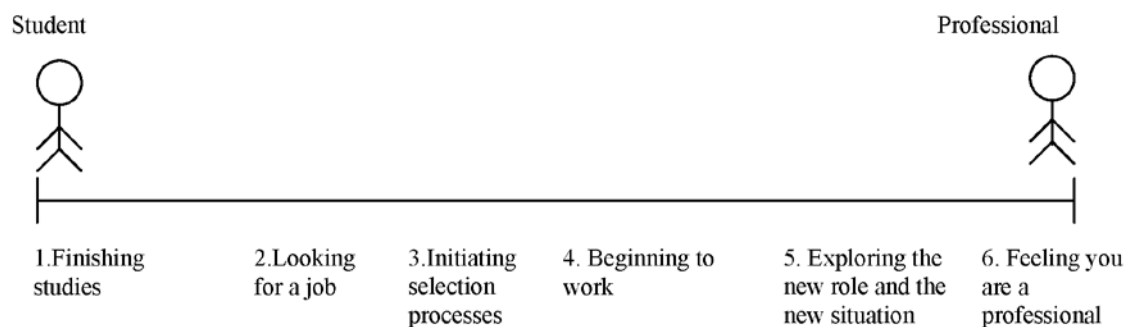 Student
Professional
1.Finishing
studies
2.Looking
for a job
3.Initiating
selection
processes
4. Beginning to
work
5. Exploring the
new role and the
new situation
6. Feeling you
are a
professional